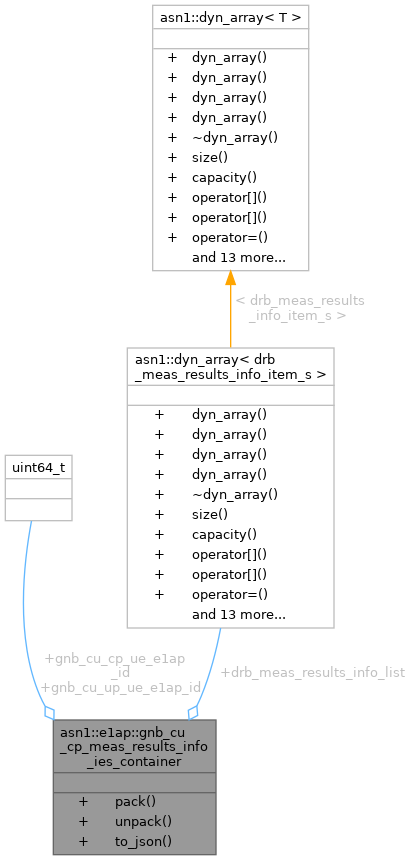 asn1::dyn_array< T >
+ dyn_array()
+ dyn_array()
+ dyn_array()
+ dyn_array()
+ ~dyn_array()
+ size()
+ capacity()
+ operator[]()
+ operator[]()
+ operator=()
and 13 more...
< drb_meas_results
_info_item_s >
asn1::dyn_array< drb
_meas_results_info_item_s >
+ dyn_array()
+ dyn_array()
+ dyn_array()
+ dyn_array()
+ ~dyn_array()
+ size()
+ capacity()
+ operator[]()
+ operator[]()
+ operator=()
and 13 more...
uint64_t
+gnb_cu_cp_ue_e1ap
_id
+gnb_cu_up_ue_e1ap_id
+drb_meas_results_info_list
asn1::e1ap::gnb_cu
_cp_meas_results_info
_ies_container
+ pack()
+ unpack()
+ to_json()